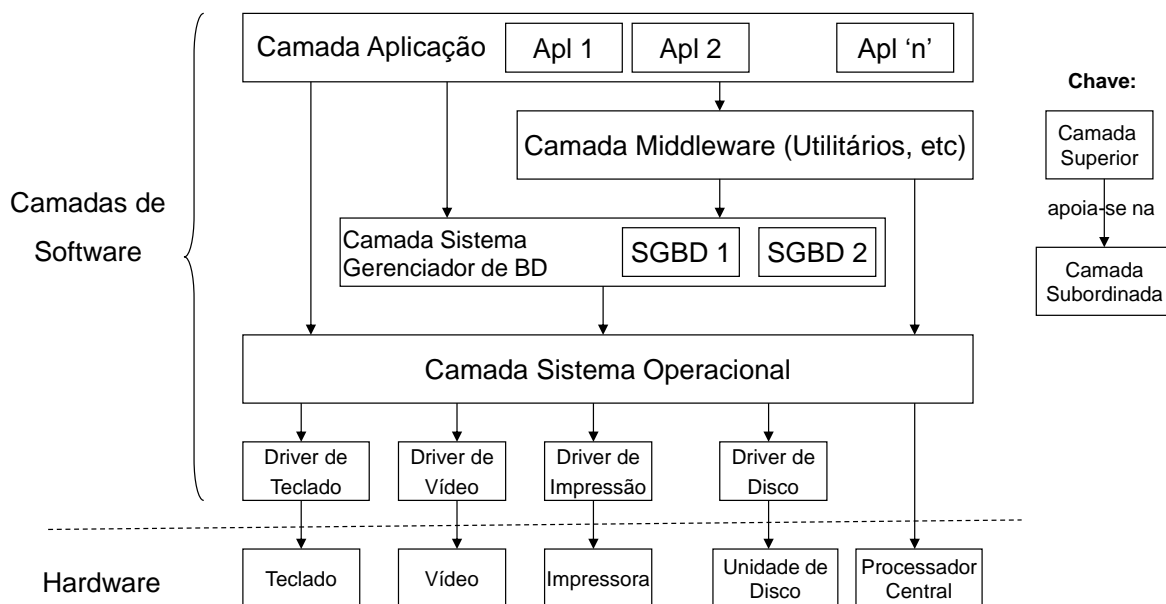 Camada Aplicação
Apl 1
Apl 2
Apl ‘n’
Chave:
Camada
Superior
apoia-se na
Camada
Subordinada
Camada Middleware (Utilitários, etc)
Camadas de
Software
Camada Sistema
Gerenciador de BD
SGBD 1
SGBD 2
Camada Sistema Operacional
Driver de
Teclado
Driver de
Vídeo
Driver de
Impressão
Driver de
Disco
Hardware
Teclado
Vídeo
Impressora
Unidade de
Disco
Processador
Central